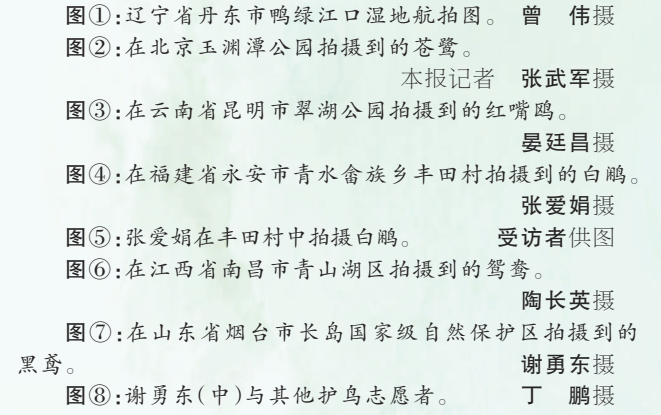 图①：辽宁省丹东市鸭绿江口湿地航拍图。 曾 伟摄
图②：在北京玉渊潭公园拍摄到的苍鹭。
本报记者 张武军摄
图③：在云南省昆明市翠湖公园拍摄到的红嘴鸥。
晏廷昌摄
图④：在福建省永安市青水畲族乡丰田村拍摄到的白鹇。
张爱娟摄
图⑤：张爱娟在丰田村中拍摄白鹇。 受访者供图
图⑥：在江西省南昌市青山湖区拍摄到的鸳鸯。
陶长英摄
图⑦：在山东省烟台市长岛国家级自然保护区拍摄到的
黑鸢。 谢勇东摄
图⑧：谢勇东（中）与其他护鸟志愿者。 丁 鹏摄